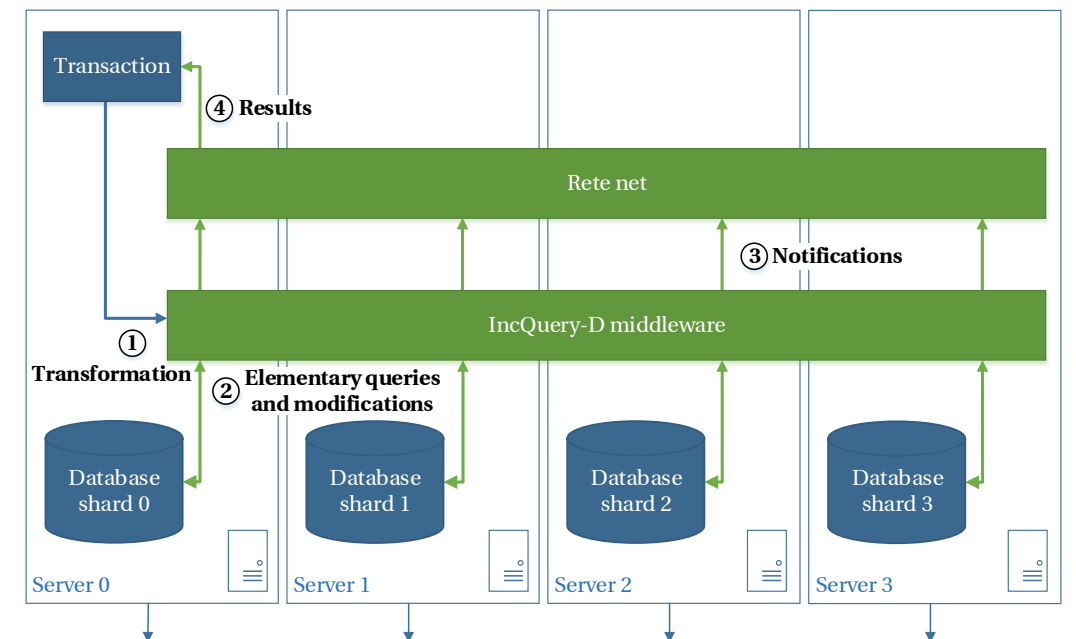 Transaction
④ Results
Rete net
③ Notifications
IncQuery-D middleware
①
Transformation
② Elementary queries
and modifications
Database
shard 0
Database
shard 1
Database
shard 2
Database
shard 3
Server 0
Server 1
Server 2
Server 3